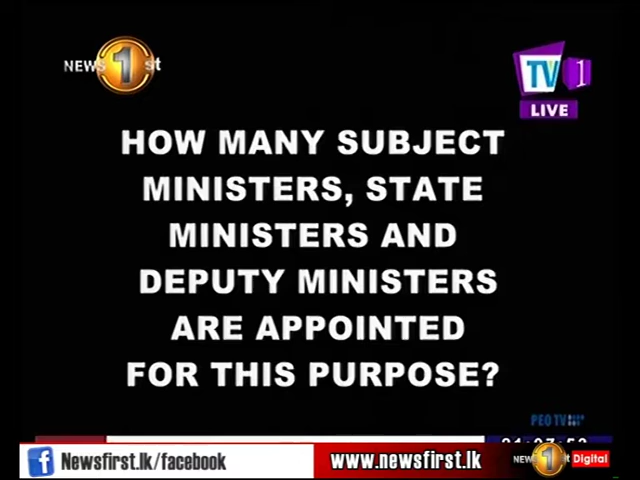 NEWS 1st
TV 1
LIVE
HOW MANY SUBJECT
MINISTERS, STATE
MINISTERS AND
DEPUTY MINISTERS
ARE APPOINTED
FOR THIS PURPOSE?
PEO TV
Newsfirst.lk/facebook
www.newsfirst.lk
NEWS 1st Digital